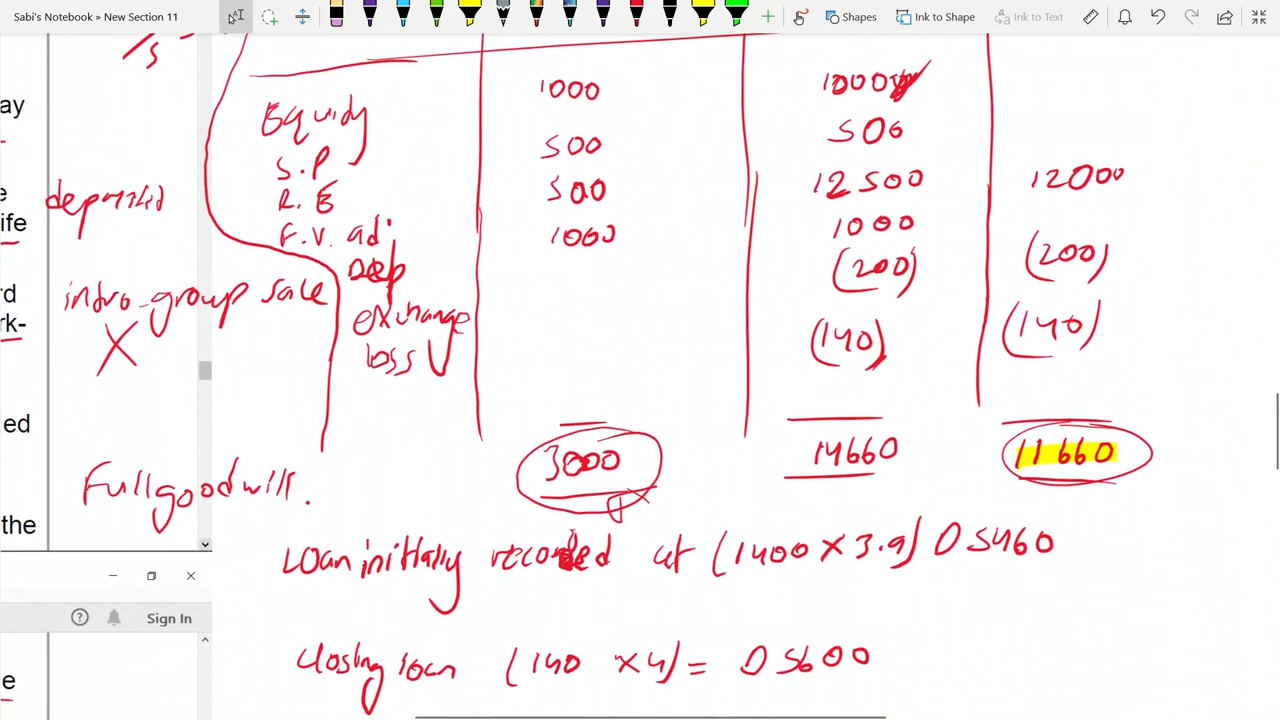 Sabi's Notebook » New Section 11
Shapes
Ink to Shape
Ink to Text
ay
e
ife
rd
rk-
ed
the
e
1000 1000
Equity
S.P 500 500
R.E 500 12500 12000
F.V. adj 1000 1000
Dep (200) (200)
exchange loss (140) (140)
3000 14660 11660
intro-group sale
X
Full goodwill.
Loan initially recorded at (1400 X 3.9) D5460
closing loan (140 X 4) = D5600
Sign In